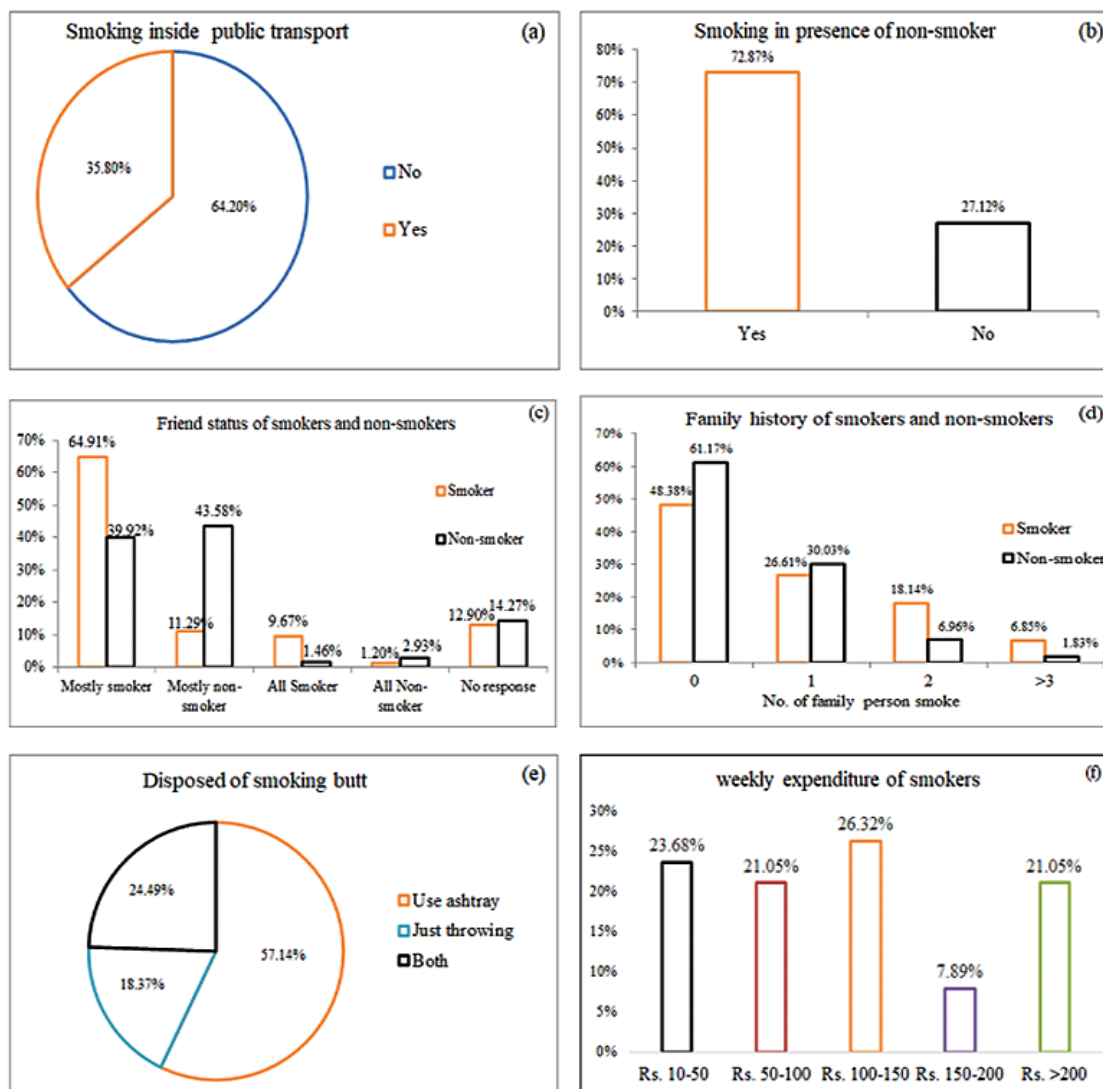 Smoking inside public transport
(a)
35.80%
64.20%
No
Yes
Smoking in presence of non-smoker
(b)
80%
70%
60%
50%
40%
30%
20%
10%
0%
72.87%
27.12%
Yes
No
Friend status of smokers and non-smokers
(c)
70%
60%
50%
40%
30%
20%
10%
0%
64.91%
39.92%
11.29%
43.58%
9.67%
1.46%
1.20%
2.93%
12.90%
14.27%
Smoker
Non-smoker
Mostly smoker
Mostly non-
smoker
All Smoker
All Non-
smoker
No response
Family history of smokers and non-smokers
(d)
70%
60%
50%
40%
30%
20%
10%
0%
48.38%
61.17%
26.61%
30.03%
18.14%
6.96%
6.85%
1.83%
Smoker
Non-smoker
0
1
2
>3
No. of family person smoke
Disposed of smoking butt
(e)
24.49%
57.14%
18.37%
Use ashtray
Just throwing
Both
weekly expenditure of smokers
(f)
30%
25%
20%
15%
10%
5%
0%
23.68%
21.05%
26.32%
7.89%
21.05%
Rs. 10-50
Rs. 50-100
Rs. 100-150
Rs. 150-200
Rs. >200